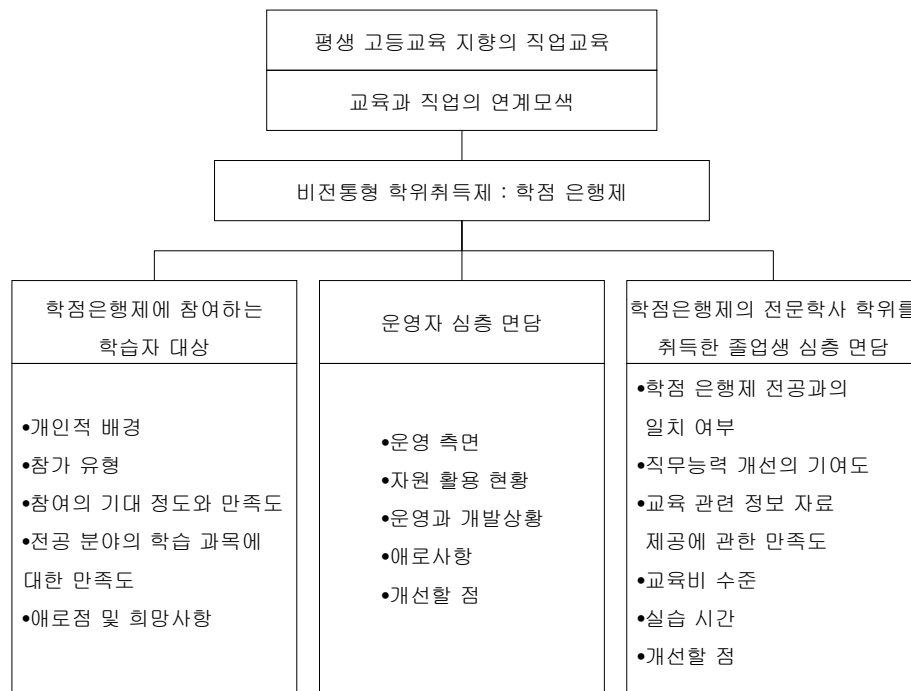 평생 고등교육 지향의 직업교육
교육과 직업의 연계모색
비전통형 학위취득제 : 학점 은행제
학점은행제에 참여하는
학습자 대상
•개인적 배경
•참가 유형
•참여의 기대 정도와 만족도
•전공 분야의 학습 과목에
대한 만족도
•애로점 및 희망사항
운영자 심층 면담
•운영 측면
•자원 활용 현황
•운영과 개발상황
•애로사항
•개선할 점
학점은행제의 전문학사 학위를
취득한 졸업생 심층 면담
•학점 은행제 전공과의
일치 여부
•직무능력 개선의 기여도
•교육 관련 정보 자료
제공에 관한 만족도
•교육비 수준
•실습 시간
•개선할 점